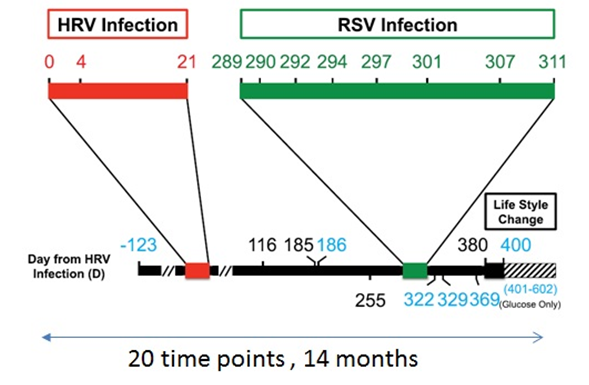 HRV Infection RSV Infection
0 4 21 289 290 292 294 297 301 307 311
Life Style
Change
Day from HRV
Infection (D)
-123 116 185 186 380 400
255 322 329 369 (401-602)
(Glucose Only)
20 time points , 14 months